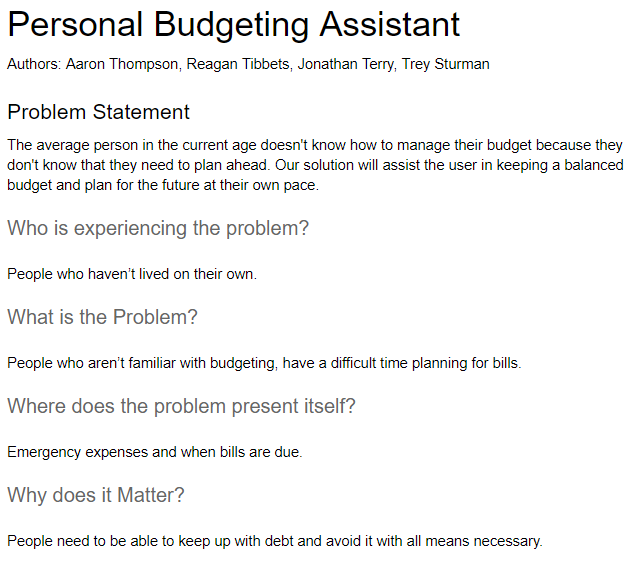 Personal Budgeting Assistant
Authors: Aaron Thompson, Reagan Tibbets, Jonathan Terry, Trey Sturman
Problem Statement
The average person in the current age doesn't know how to manage their budget because they
don't know that they need to plan ahead. Our solution will assist the user in keeping a balanced
budget and plan for the future at their own pace.
Who is experiencing the problem?
People who haven’t lived on their own.
What is the Problem?
People who aren’t familiar with budgeting, have a difficult time planning for bills.
Where does the problem present itself?
Emergency expenses and when bills are due.
Why does it Matter?
People need to be able to keep up with debt and avoid it with all means necessary.